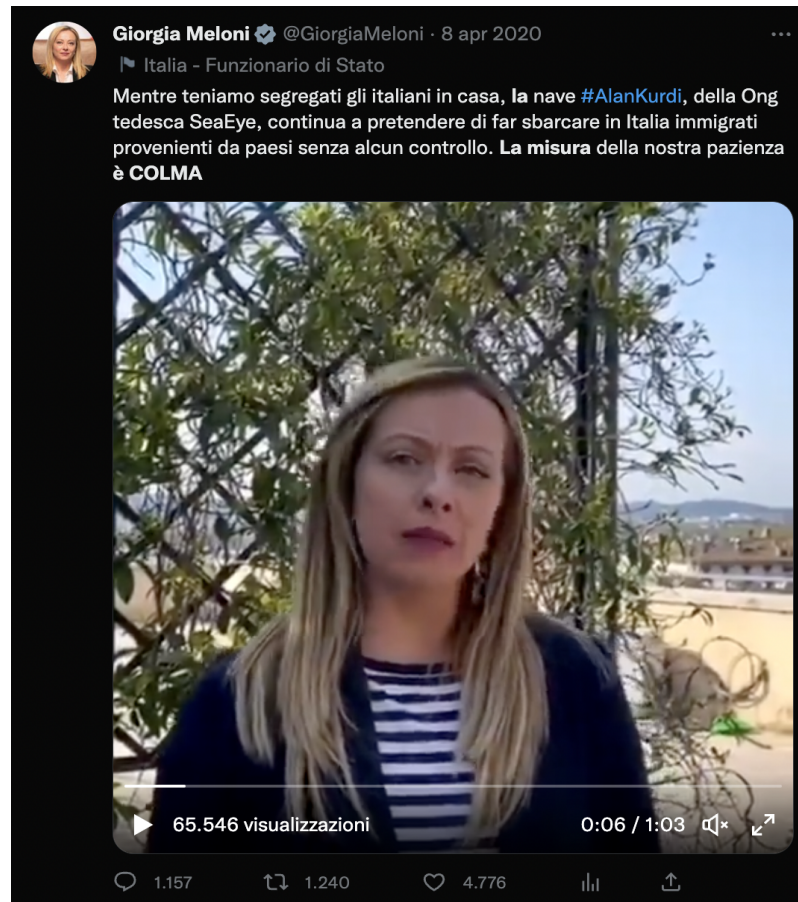 Giorgia Meloni @GiorgiaMeloni · 8 apr 2020
Italia - Funzionario di Stato
Mentre teniamo segregati gli italiani in casa, la nave #AlanKurdi, della Ong
tedesca SeaEye, continua a pretendere di far sbarcare in Italia immigrati
provenienti da paesi senza alcun controllo. La misura della nostra pazienza
è COLMA
65.546 visualizzazioni
0:06 / 1:03
1.157 1.240 4.776